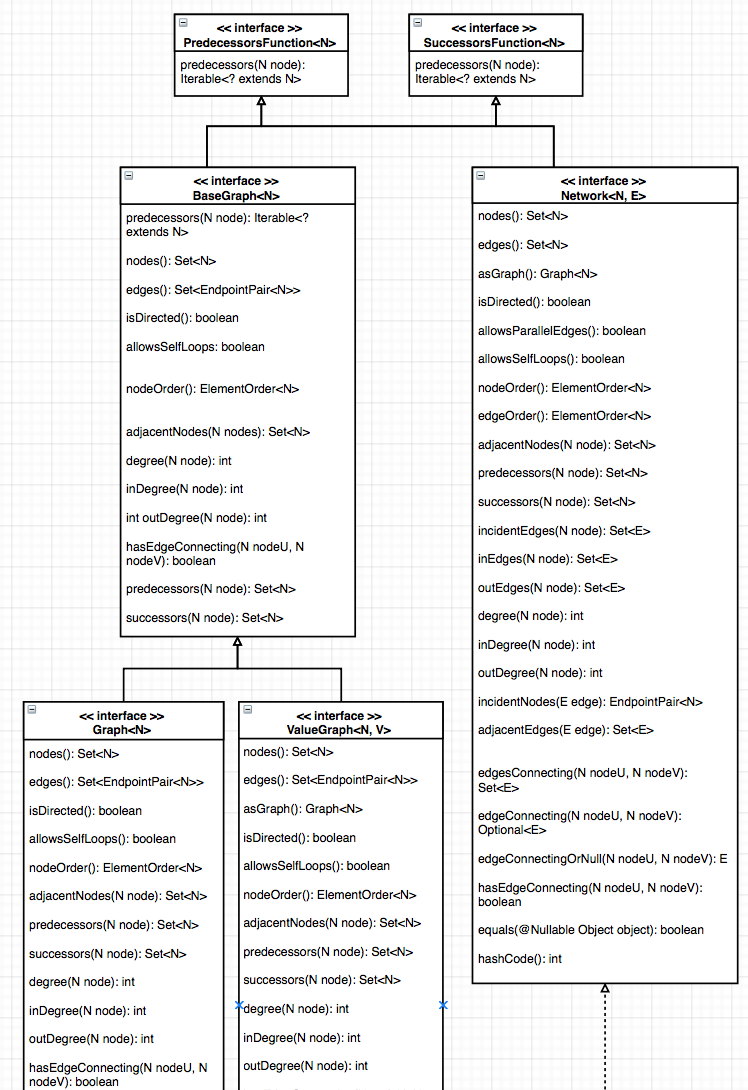 << interface >>
PredecessorsFunction<N>
predecessors(N node):
Iterable<? extends N>
<< interface >>
SuccessorsFunction<N>
predecessors(N node):
Iterable<? extends N>
<< interface >>
BaseGraph<N>
predecessors(N node): Iterable<?
extends N>
nodes(): Set<N>
edges(): Set<EndpointPair<N>>
isDirected(): boolean
allowsSelfLoops: boolean
nodeOrder(): ElementOrder<N>
adjacentNodes(N nodes): Set<N>
degree(N node): int
inDegree(N node): int
int outDegree(N node): int
hasEdgeConnecting(N nodeU, N
nodeV): boolean
predecessors(N node): Set<N>
successors(N node): Set<N>
<< interface >>
Network<N, E>
nodes(): Set<N>
edges(): Set<N>
asGraph(): Graph<N>
isDirected(): boolean
allowsParallelEdges(): boolean
allowsSelfLoops(): boolean
nodeOrder(): ElementOrder<N>
edgeOrder(): ElementOrder<N>
adjacentNodes(N node): Set<N>
predecessors(N node): Set<N>
successors(N node): Set<N>
incidentEdges(N node): Set<E>
inEdges(N node): Set<E>
outEdges(N node): Set<E>
degree(N node): int
inDegree(N node): int
outDegree(N node): int
incidentNodes(E edge): EndpointPair<N>
adjacentEdges(E edge): Set<E>
edgesConnecting(N nodeU, N nodeV):
Set<E>
edgeConnecting(N nodeU, N nodeV):
Optional<E>
edgeConnectingOrNull(N nodeU, N nodeV): E
hasEdgeConnecting(N nodeU, N nodeV):
boolean
equals(@Nullable Object object): boolean
hashCode(): int
<< interface >>
Graph<N>
nodes(): Set<N>
edges(): Set<EndpointPair<N>>
isDirected(): boolean
allowsSelfLoops(): boolean
nodeOrder(): ElementOrder<N>
adjacentNodes(N node): Set<N>
predecessors(N node): Set<N>
successors(N node): Set<N>
degree(N node): int
inDegree(N node): int
outDegree(N node): int
hasEdgeConnecting(N nodeU, N
nodeV): boolean
<< interface >>
ValueGraph<N, V>
nodes(): Set<N>
edges(): Set<EndpointPair<N>>
asGraph(): Graph<N>
isDirected(): boolean
allowsSelfLoops(): boolean
nodeOrder(): ElementOrder<N>
adjacentNodes(N node): Set<N>
predecessors(N node): Set<N>
successors(N node): Set<N>
degree(N node): int
inDegree(N node): int
outDegree(N node): int